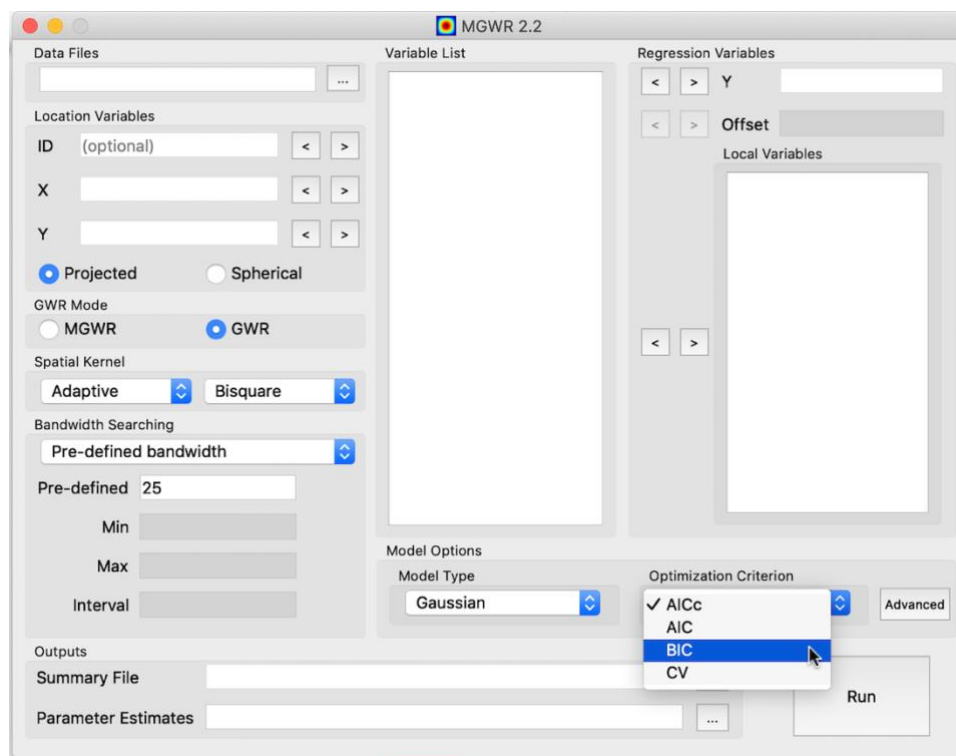 MGWR 2.2
Data Files
...
Location Variables
ID (optional) < >
X < >
Y < >
Projected Spherical
GWR Mode
MGWR GWR
Spatial Kernel
Adaptive Bisquare
Bandwidth Searching
Pre-defined bandwidth
Pre-defined 25
Min
Max
Interval
Variable List
Regression Variables
< > Y
< > Offset
Local Variables
< >
Model Options
Model Type
Gaussian
Optimization Criterion
✓ AICc
AIC
BIC
CV
Advanced
Outputs
Summary File
Parameter Estimates ...
Run